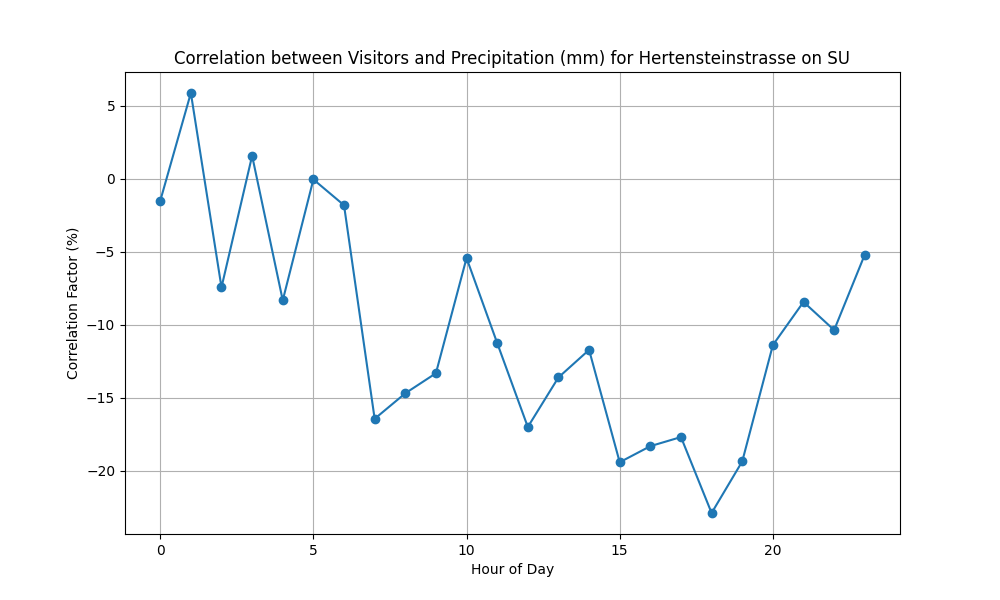 Correlation between Visitors and Precipitation (mm) for Hertensteinstrasse on SU
Correlation Factor (%)
5
0
−5
−10
−15
−20
0 5 10 15 20
Hour of Day